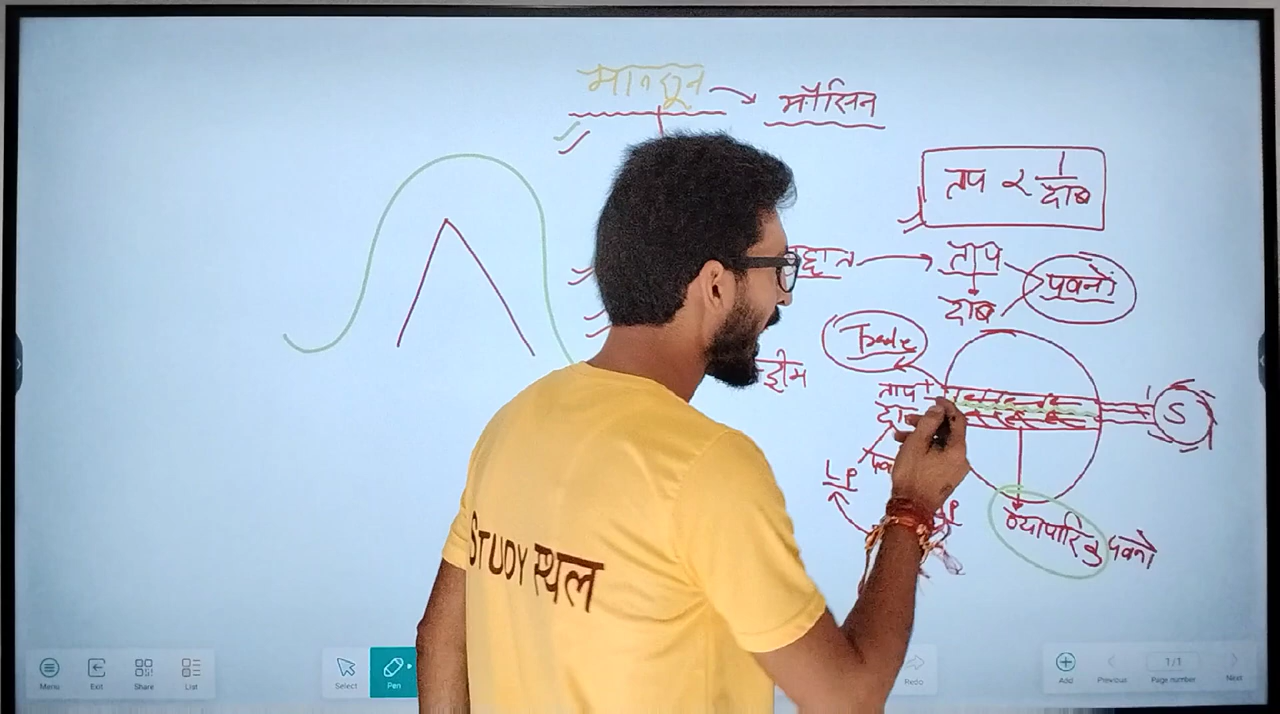 मानसून → मौसिन
ताप ∝ 1/दाब
ताप
पवनों
दाब
Trade
ताप↑
दाब
S
LP
व्यापारिक पवनों
STUDY स्थल
Menu
Exit
Share
List
Select
Pen
Redo
Add
Previous
1/1
Page number
Next